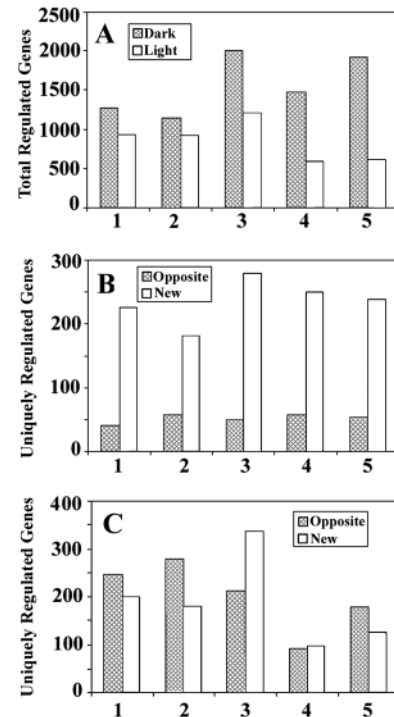 A
Dark
Light
Total Regulated Genes
2500
2000
1500
1000
500
0
1 2 3 4 5
B
Opposite
New
Uniquely Regulated Genes
300
200
100
0
1 2 3 4 5
C
Opposite
New
Uniquely Regulated Genes
400
300
200
100
0
1 2 3 4 5